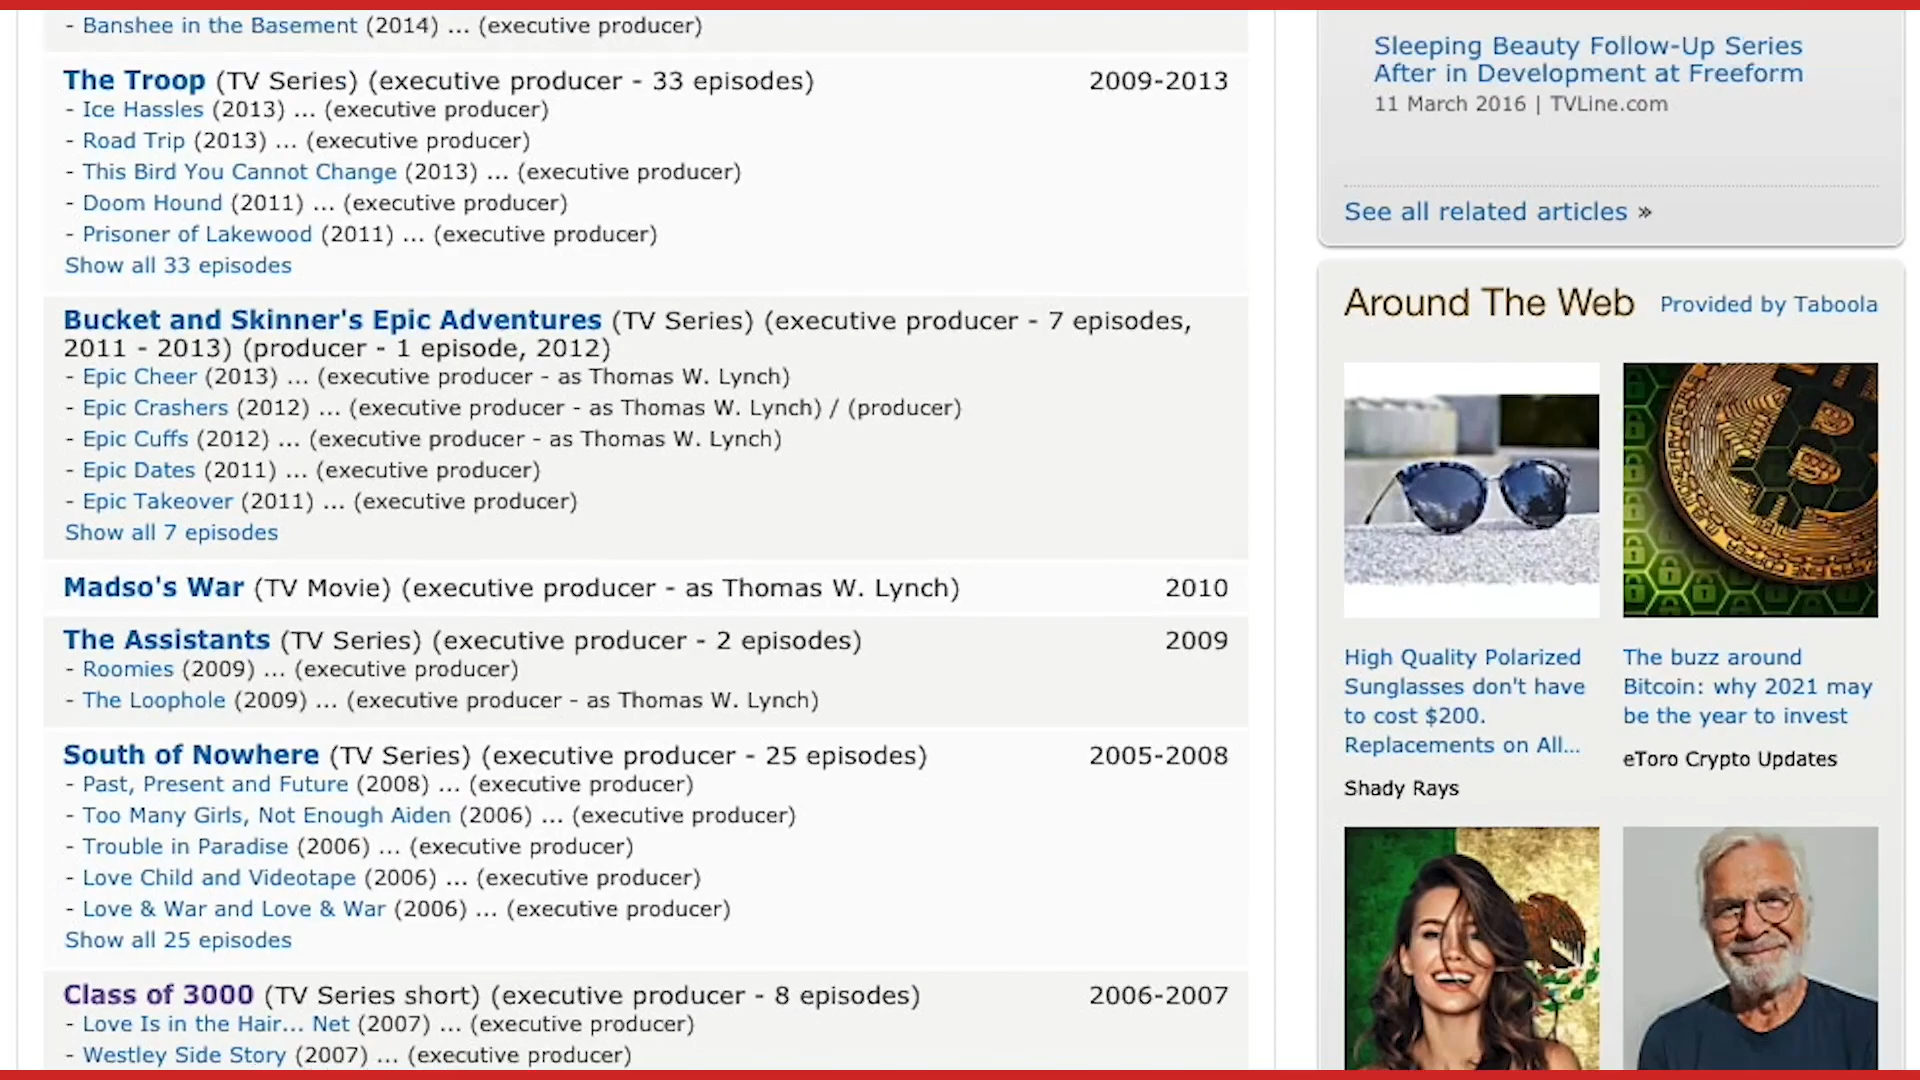 - Banshee in the Basement (2014) ... (executive producer)
The Troop (TV Series) (executive producer - 33 episodes) 2009-2013
- Ice Hassles (2013) ... (executive producer)
- Road Trip (2013) ... (executive producer)
- This Bird You Cannot Change (2013) ... (executive producer)
- Doom Hound (2011) ... (executive producer)
- Prisoner of Lakewood (2011) ... (executive producer)
Show all 33 episodes
Bucket and Skinner's Epic Adventures (TV Series) (executive producer - 7 episodes,
2011 - 2013) (producer - 1 episode, 2012)
- Epic Cheer (2013) ... (executive producer - as Thomas W. Lynch)
- Epic Crashers (2012) ... (executive producer - as Thomas W. Lynch) / (producer)
- Epic Cuffs (2012) ... (executive producer - as Thomas W. Lynch)
- Epic Dates (2011) ... (executive producer)
- Epic Takeover (2011) ... (executive producer)
Show all 7 episodes
Madso's War (TV Movie) (executive producer - as Thomas W. Lynch) 2010
The Assistants (TV Series) (executive producer - 2 episodes) 2009
- Roomies (2009) ... (executive producer)
- The Loophole (2009) ... (executive producer - as Thomas W. Lynch)
South of Nowhere (TV Series) (executive producer - 25 episodes) 2005-2008
- Past, Present and Future (2008) ... (executive producer)
- Too Many Girls, Not Enough Aiden (2006) ... (executive producer)
- Trouble in Paradise (2006) ... (executive producer)
- Love Child and Videotape (2006) ... (executive producer)
- Love & War and Love & War (2006) ... (executive producer)
Show all 25 episodes
Class of 3000 (TV Series short) (executive producer - 8 episodes) 2006-2007
- Love Is in the Hair... Net (2007) ... (executive producer)
- Westley Side Story (2007) ... (executive producer)
Sleeping Beauty Follow-Up Series
After in Development at Freeform
11 March 2016 | TVLine.com
See all related articles »
Around The Web Provided by Taboola
High Quality Polarized
Sunglasses don't have
to cost $200.
Replacements on All...
Shady Rays
The buzz around
Bitcoin: why 2021 may
be the year to invest
eToro Crypto Updates